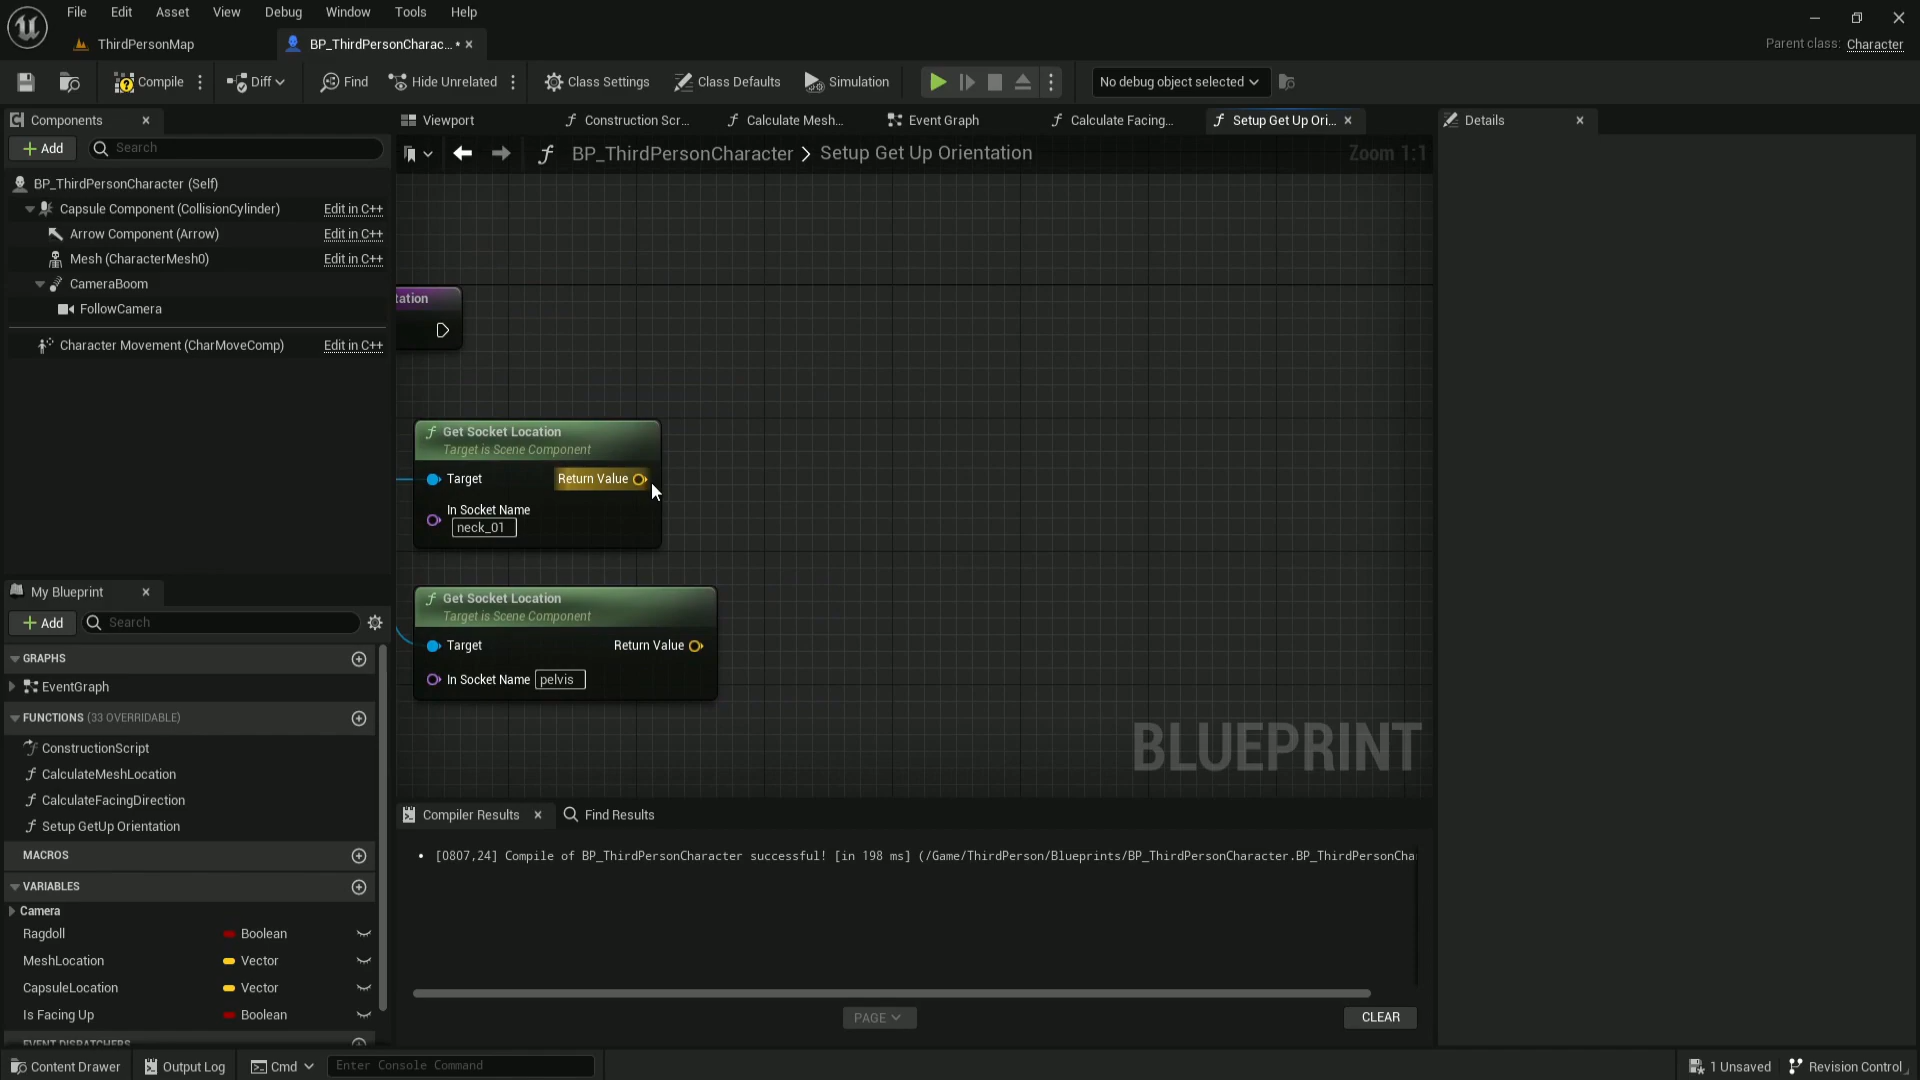 File Edit Asset View Debug Window Tools Help
ThirdPersonMap BP_ThirdPersonCharac... •
Parent class: Character
Compile Diff Find Hide Unrelated Class Settings Class Defaults Simulation No debug object selected
Components
Add Search
BP_ThirdPersonCharacter (Self)
Capsule Component (CollisionCylinder) Edit in C++
Arrow Component (Arrow) Edit in C++
Mesh (CharacterMesh0) Edit in C++
CameraBoom
FollowCamera
Character Movement (CharMoveComp) Edit in C++
My Blueprint
Add Search
GRAPHS
EventGraph
FUNCTIONS (33 OVERRIDABLE)
ConstructionScript
CalculateMeshLocation
CalculateFacingDirection
Setup GetUp Orientation
MACROS
VARIABLES
Camera
Ragdoll Boolean
MeshLocation Vector
CapsuleLocation Vector
Is Facing Up Boolean
EVENT DISPATCHERS
Viewport Construction Scr... Calculate Mesh... Event Graph Calculate Facing... Setup Get Up Ori...
BP_ThirdPersonCharacter > Setup Get Up Orientation Zoom 1:1
tation
Get Socket Location
Target is Scene Component
Target Return Value
In Socket Name
neck_01
Get Socket Location
Target is Scene Component
Target Return Value
In Socket Name pelvis
BLUEPRINT
Compiler Results Find Results
• [0807,24] Compile of BP_ThirdPersonCharacter successful! [in 198 ms] (/Game/ThirdPerson/Blueprints/BP_ThirdPersonCharacter.BP_ThirdPersonCha
PAGE CLEAR
Details
Content Drawer Output Log Cmd Enter Console Command 1 Unsaved Revision Control